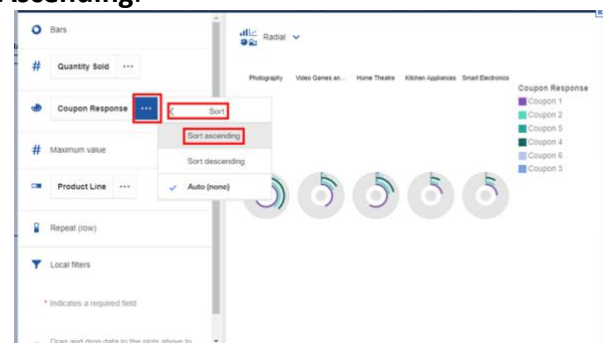 Ascending.
Bars
# Quantity Sold ...
Coupon Response ...
Sort
Sort ascending
Sort descending
Auto (none)
# Maximum value
Product Line ...
Repeat (row)
Local filters
* Indicates a required field
Drag and drop data to the slots above to
Radial
Photography Video Games an... Home Theatre Kitchen Appliances Smart Electronics
Coupon Response
Coupon 1
Coupon 2
Coupon 5
Coupon 4
Coupon 6
Coupon 3